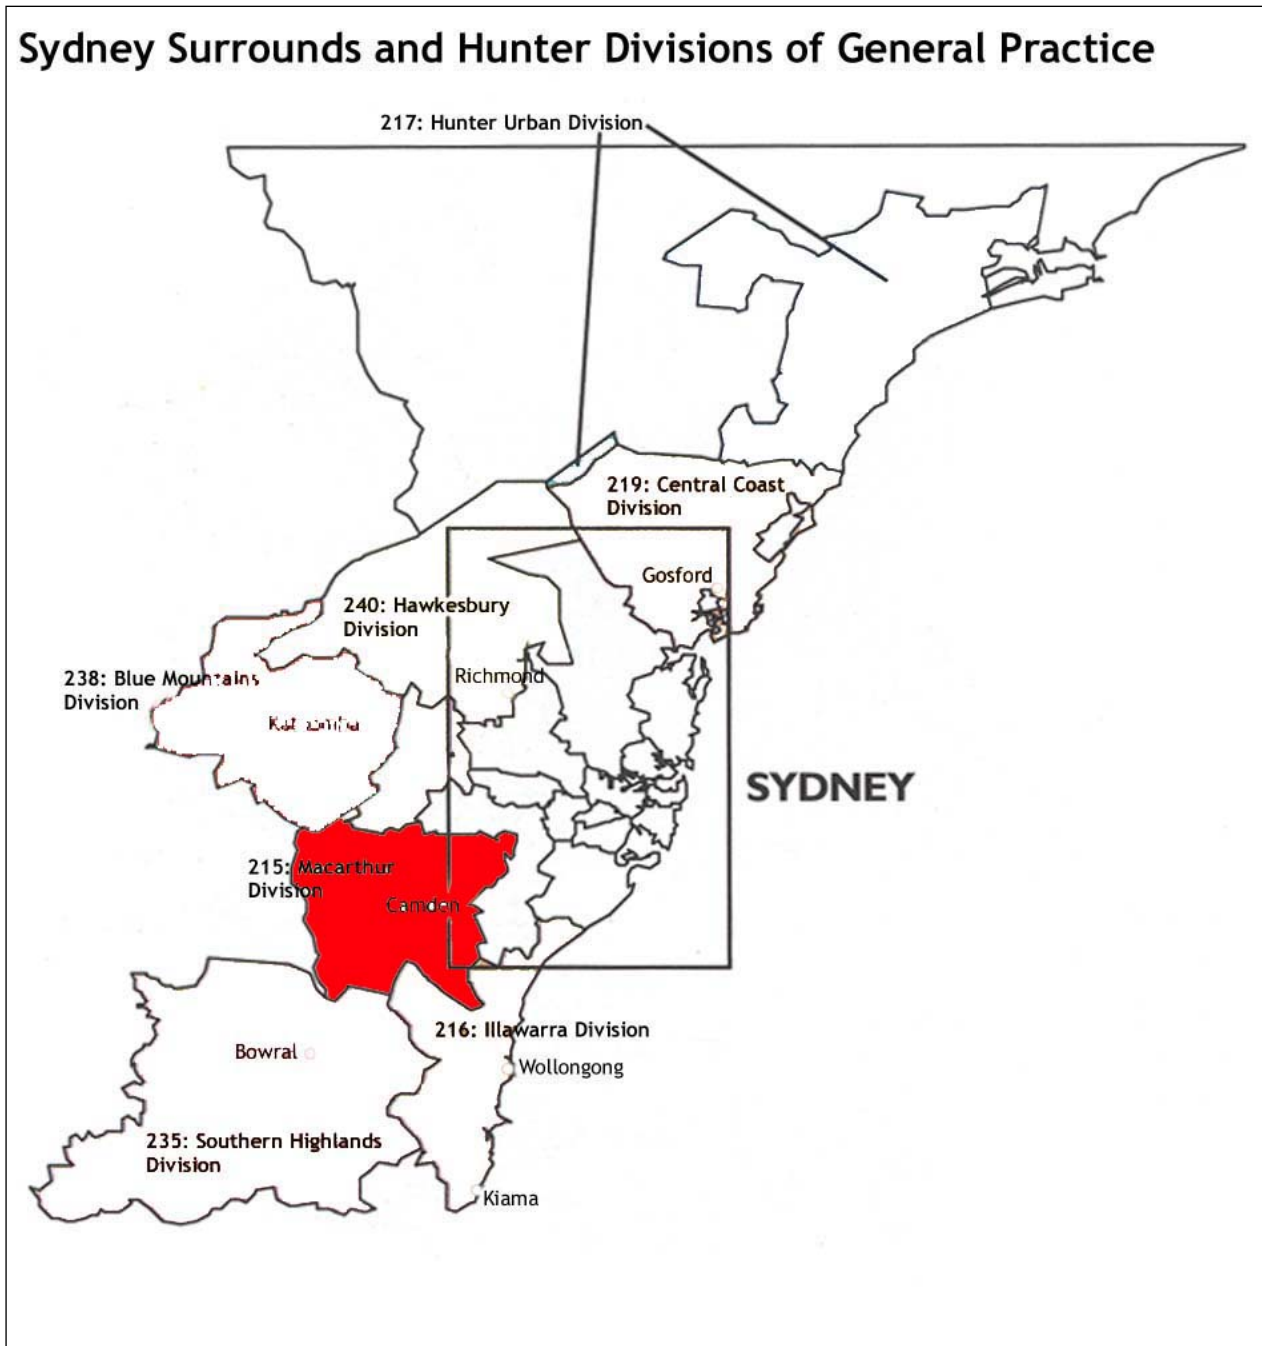 Sydney Surrounds and Hunter Divisions of General Practice
217: Hunter Urban Division
219: Central Coast
Division
Gosford
240: Hawkesbury
Division
Richmond
238: Blue Mountains
Division
SYDNEY
215: Macarthur
Division
Camden
216: Illawarra Division
Bowral
Wollongong
235: Southern Highlands
Division
Kiama